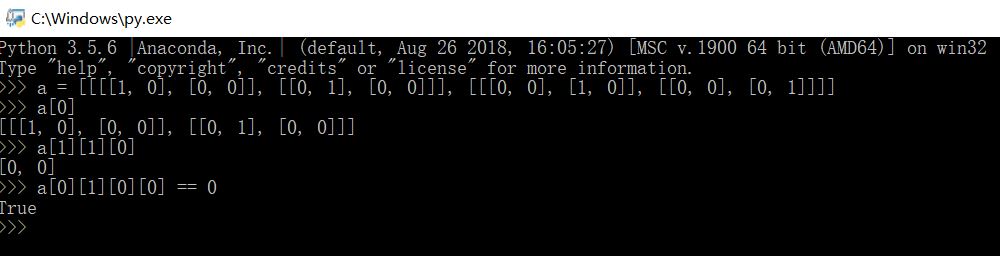 C:\Windows\py.exe
Python 3.5.6 |Anaconda, Inc.| (default, Aug 26 2018, 16:05:27) [MSC v.1900 64 bit (AMD64)] on win32
Type "help", "copyright", "credits" or "license" for more information.
>>> a = [[[[1, 0], [0, 0]], [[0, 1], [0, 0]]], [[[0, 0], [1, 0]], [[0, 0], [0, 1]]]]
>>> a[0]
[[[1, 0], [0, 0]], [[0, 1], [0, 0]]]
>>> a[1][1][0]
[0, 0]
>>> a[0][1][0][0] == 0
True
>>>